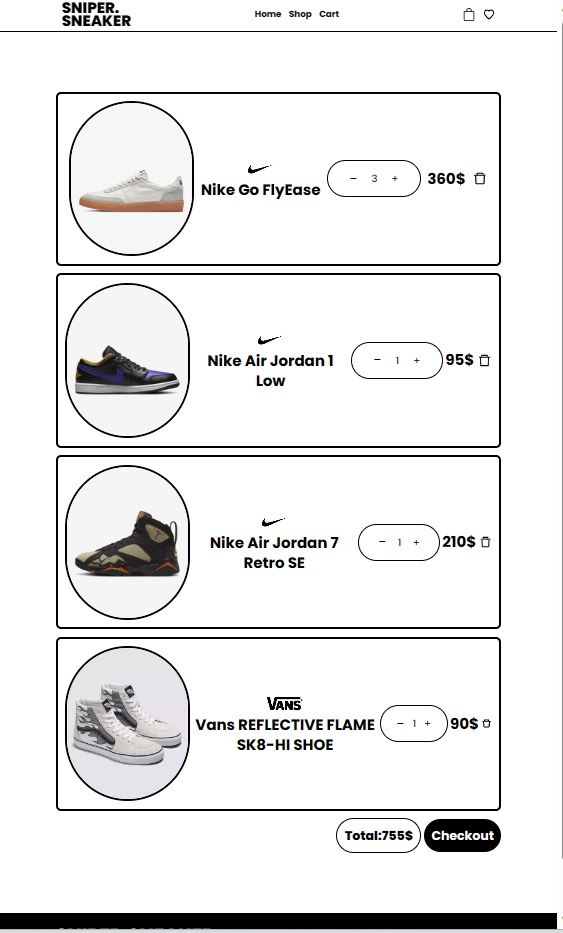 SNIPER.
SNEAKER
Home Shop Cart
Nike Go FlyEase
− 3 +
360$
Nike Air Jordan 1
Low
− 1 +
95$
Nike Air Jordan 7
Retro SE
− 1 +
210$
VANS
Vans REFLECTIVE FLAME
SK8-HI SHOE
− 1 +
90$
Total:755$
Checkout